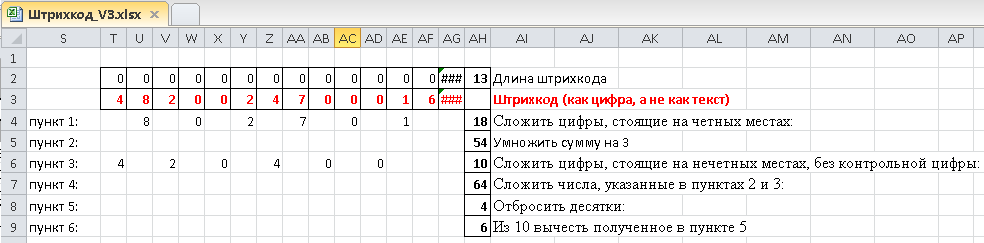 Штрихкод_V3.xlsx
S T U V W X Y Z AA AB AC AD AE AF AG AH AI AJ AK AL AM AN AO AP
1
2 0 0 0 0 0 0 0 0 0 0 0 0 0 ### 13 Длина штрихкода
3 4 8 2 0 0 2 4 7 0 0 0 1 6 ### Штрихкод (как цифра, а не как текст)
4 пункт 1: 8 0 2 7 0 1 18 Сложить цифры, стоящие на четных местах:
5 пункт 2: 54 Умножить сумму на 3
6 пункт 3: 4 2 0 4 0 0 10 Сложить цифры, стоящие на нечетных местах, без контрольной цифры:
7 пункт 4: 64 Сложить числа, указанные в пунктах 2 и 3:
8 пункт 5: 4 Отбросить десятки:
9 пункт 6: 6 Из 10 вычесть полученное в пункте 5